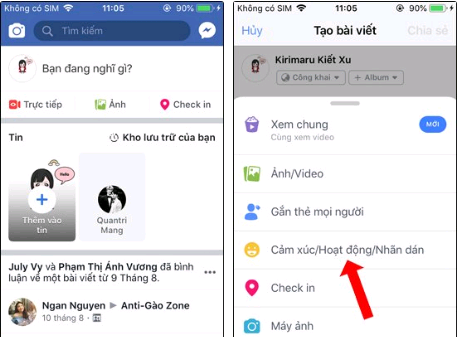 Không có SIM 11:05 90%
Tìm kiếm
Bạn đang nghĩ gì?
Trực tiếp Ảnh Check in
Tin Kho lưu trữ của bạn
Hello
Thêm vào
tin
Quantri
Mang
July Vy và Phạm Thị Ánh Vương đã bình
luận về một bài viết từ 9 Tháng 8.
Ngan Nguyen ▶ Anti-Gào Zone
10 tháng 8 ·
Không có SIM 11:05 90%
Hủy Tạo bài viết Chia sẻ
Kirimaru Kiết Xu
Công khai + Album
Xem chung MỚI
Cùng xem video
Ảnh/Video
Gắn thẻ mọi người
Cảm xúc/Hoạt động/Nhãn dán
Check in
Máy ảnh